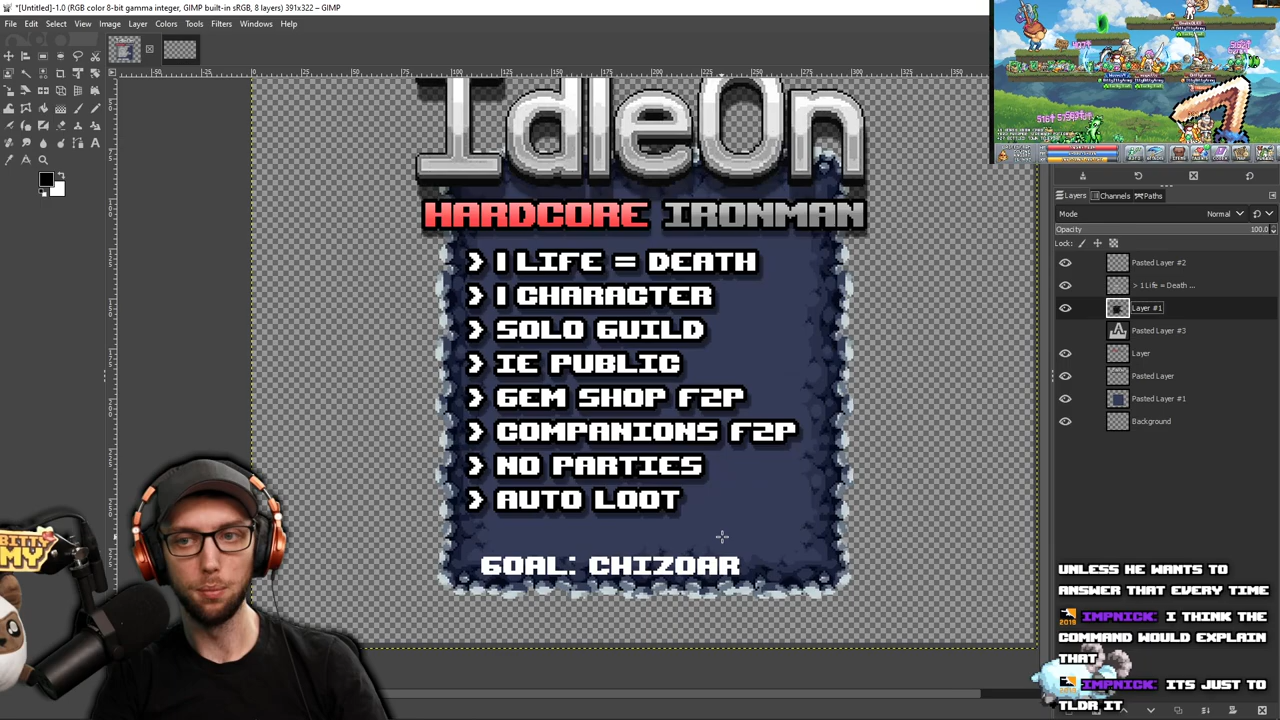 *[Untitled]-1.0 (RGB color 8-bit gamma integer, GIMP built-in sRGB, 8 layers) 391x322 – GIMP
File Edit Select View Image Layer Colors Tools Filters Windows Help
IdleOn
HARDCORE IRONMAN
> 1 LIFE = DEATH
> 1 CHARACTER
> SOLO GUILD
> IE PUBLIC
> GEM SHOP F2P
> COMPANIONS F2P
> NO PARTIES
> AUTO LOOT
GOAL: CHIZOAR
BITTY
MY
Layers Channels Paths
Mode Normal
Opacity 100.0
Lock:
Pasted Layer #2
> 1 Life = Death ...
Layer #1
Pasted Layer #3
Layer
Pasted Layer
Pasted Layer #1
Background
UNLESS HE WANTS TO
ANSWER THAT EVERY TIME
2019 IMPNICK: I THINK THE
COMMAND WOULD EXPLAIN
THAT
IMPNICK: ITS JUST TO
TLDR IT